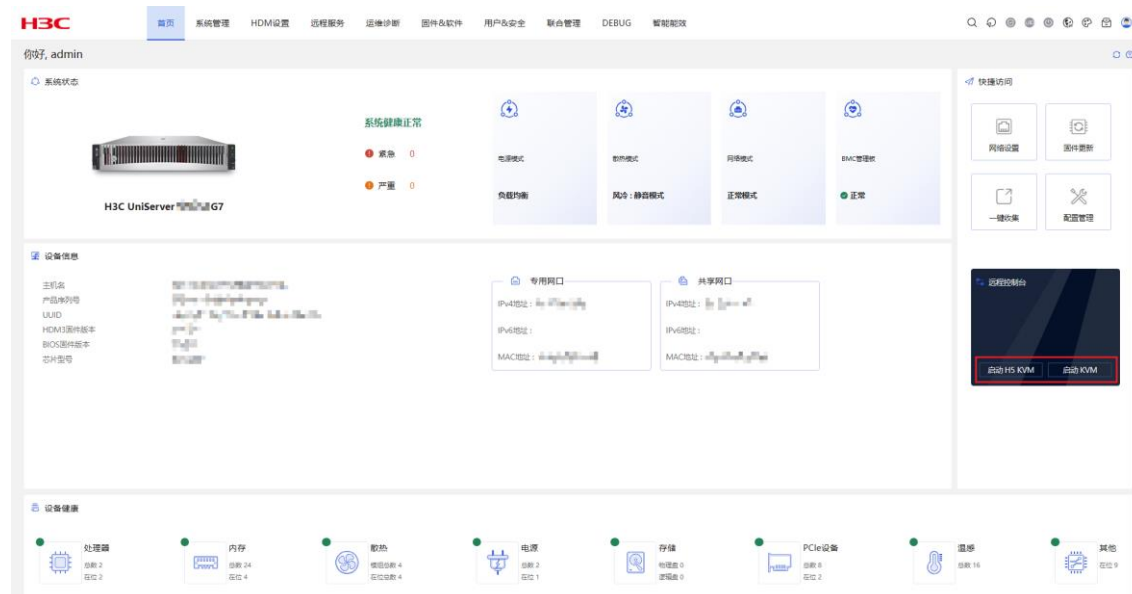 H3C
首页 系统管理 HDM设置 远程服务 运维诊断 固件&软件 用户&安全 联合管理 DEBUG 智能能效
你好, admin
系统状态
系统健康正常
紧急 0
严重 0
H3C UniServer G7
电源模式
负载均衡
散热模式
风冷 : 静音模式
网络模式
正常模式
BMC管理板
正常
快捷访问
网络设置
固件更新
一键收集
配置管理
设备信息
主机名
产品序列号
UUID
HDM3固件版本
BIOS固件版本
芯片型号
专用网口
IPv4地址 :
IPv6地址 :
MAC地址 :
共享网口
IPv4地址 :
IPv6地址 :
MAC地址 :
远程控制台
启动 H5 KVM
启动 KVM
设备健康
处理器
总数 2
在位 2
内存
总数 24
在位 4
散热
模组总数 4
在位总数 4
电源
总数 2
在位 1
存储
物理盘 0
逻辑盘 0
PCIe设备
总数 8
在位 2
温感
总数 16
其他
在位 9